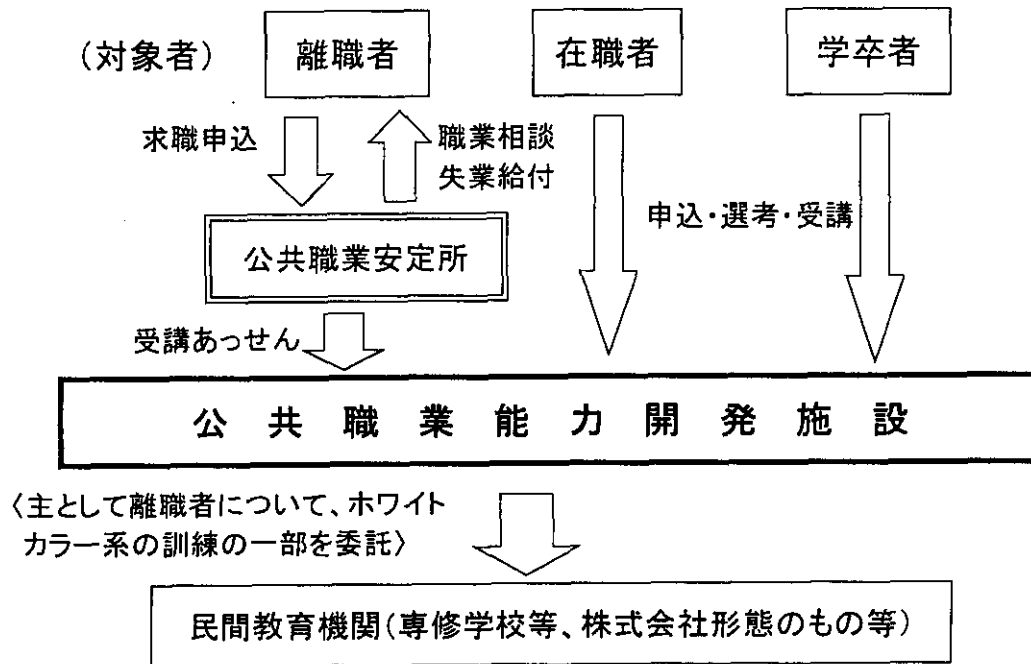 (対象者) 離職者 在職者 学卒者
求職申込
職業相談
失業給付
申込・選考・受講
公共職業安定所
受講あっせん
公共職業能力開発施設
〈主として離職者について、ホワイト
カラー系の訓練の一部を委託〉
民間教育機関(専修学校等、株式会社形態のもの等)